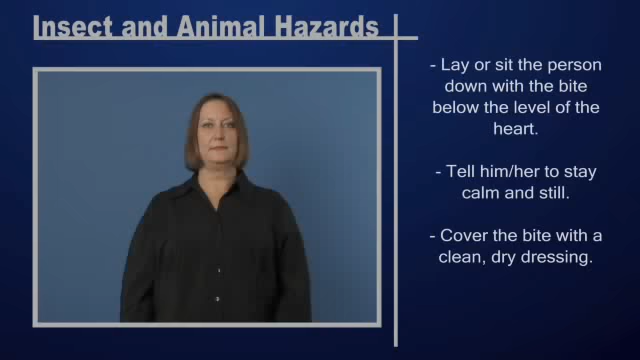 Insect and Animal Hazards
- Lay or sit the person
down with the bite
below the level of the
heart.
- Tell him/her to stay
calm and still.
- Cover the bite with a
clean, dry dressing.